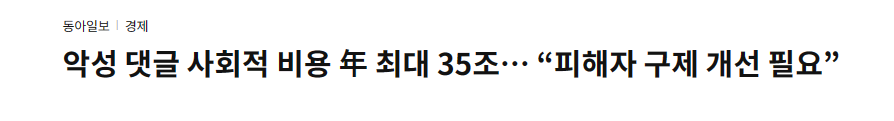 동아일보 | 경제
악성 댓글 사회적 비용 年 최대 35조… “피해자 구제 개선 필요”